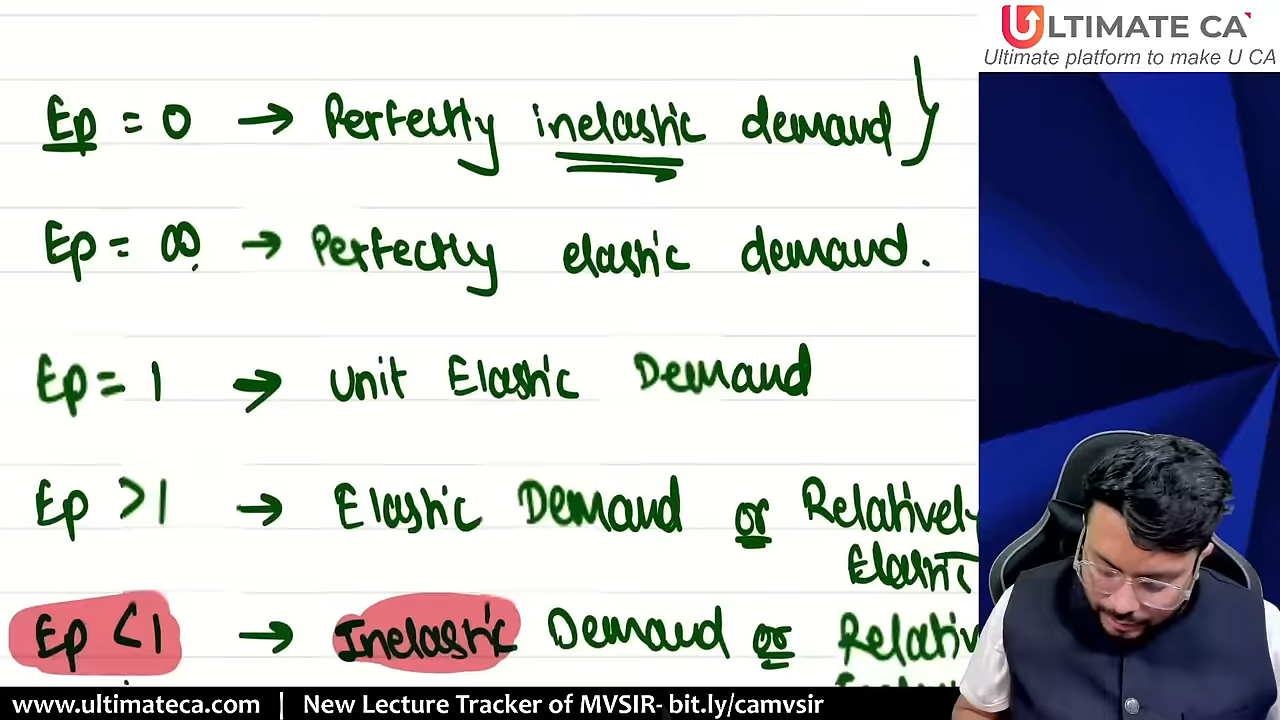 ULTIMATE CA
Ultimate platform to make U CA
Ep = 0 → Perfectly inelastic demand }
Ep = ∞ → Perfectly elastic demand.
Ep = 1 → Unit Elastic Demand
Ep >1 → Elastic Demand or Relatively
Elastic
Ep <1 → Inelastic Demand or Relativ
www.ultimateca.com | New Lecture Tracker of MVSIR- bit.ly/camvsir